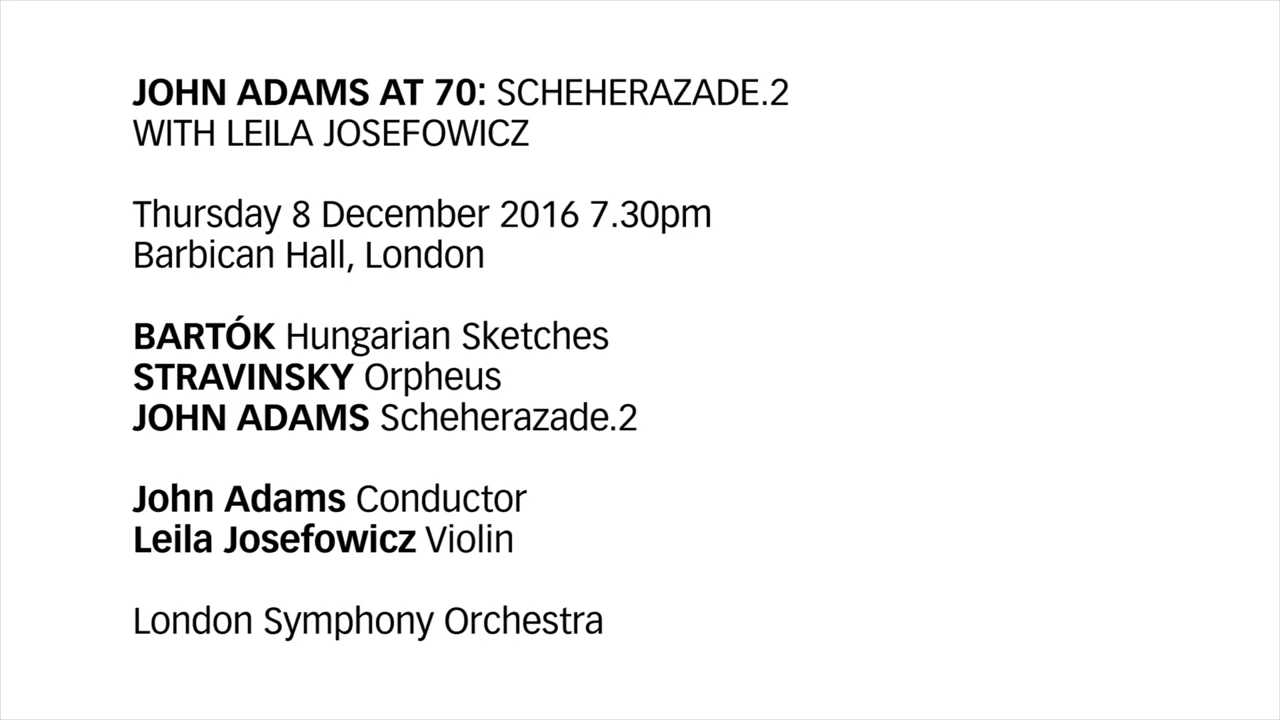 JOHN ADAMS AT 70: SCHEHERAZADE.2
WITH LEILA JOSEFOWICZ
Thursday 8 December 2016 7.30pm
Barbican Hall, London
BARTÓK Hungarian Sketches
STRAVINSKY Orpheus
JOHN ADAMS Scheherazade.2
John Adams Conductor
Leila Josefowicz Violin
London Symphony Orchestra